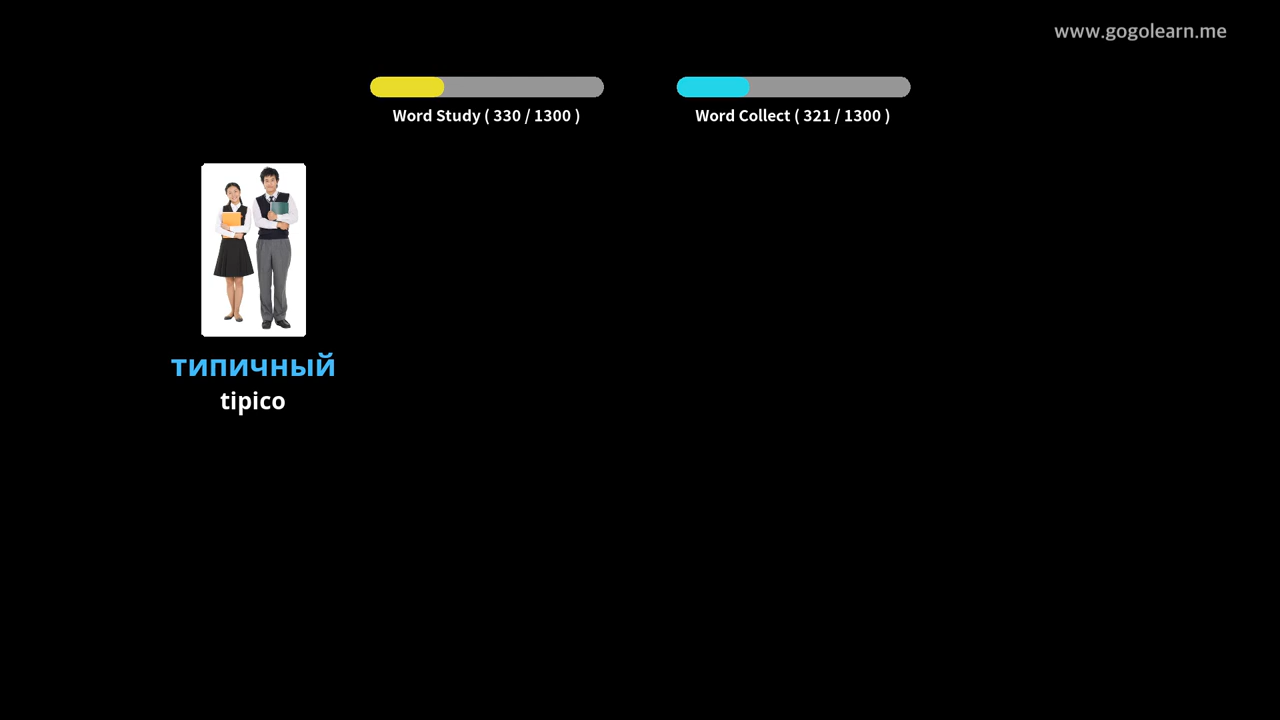 www.gogolearn.me
Word Study ( 330 / 1300 )
Word Collect ( 321 / 1300 )
типичный
tipico